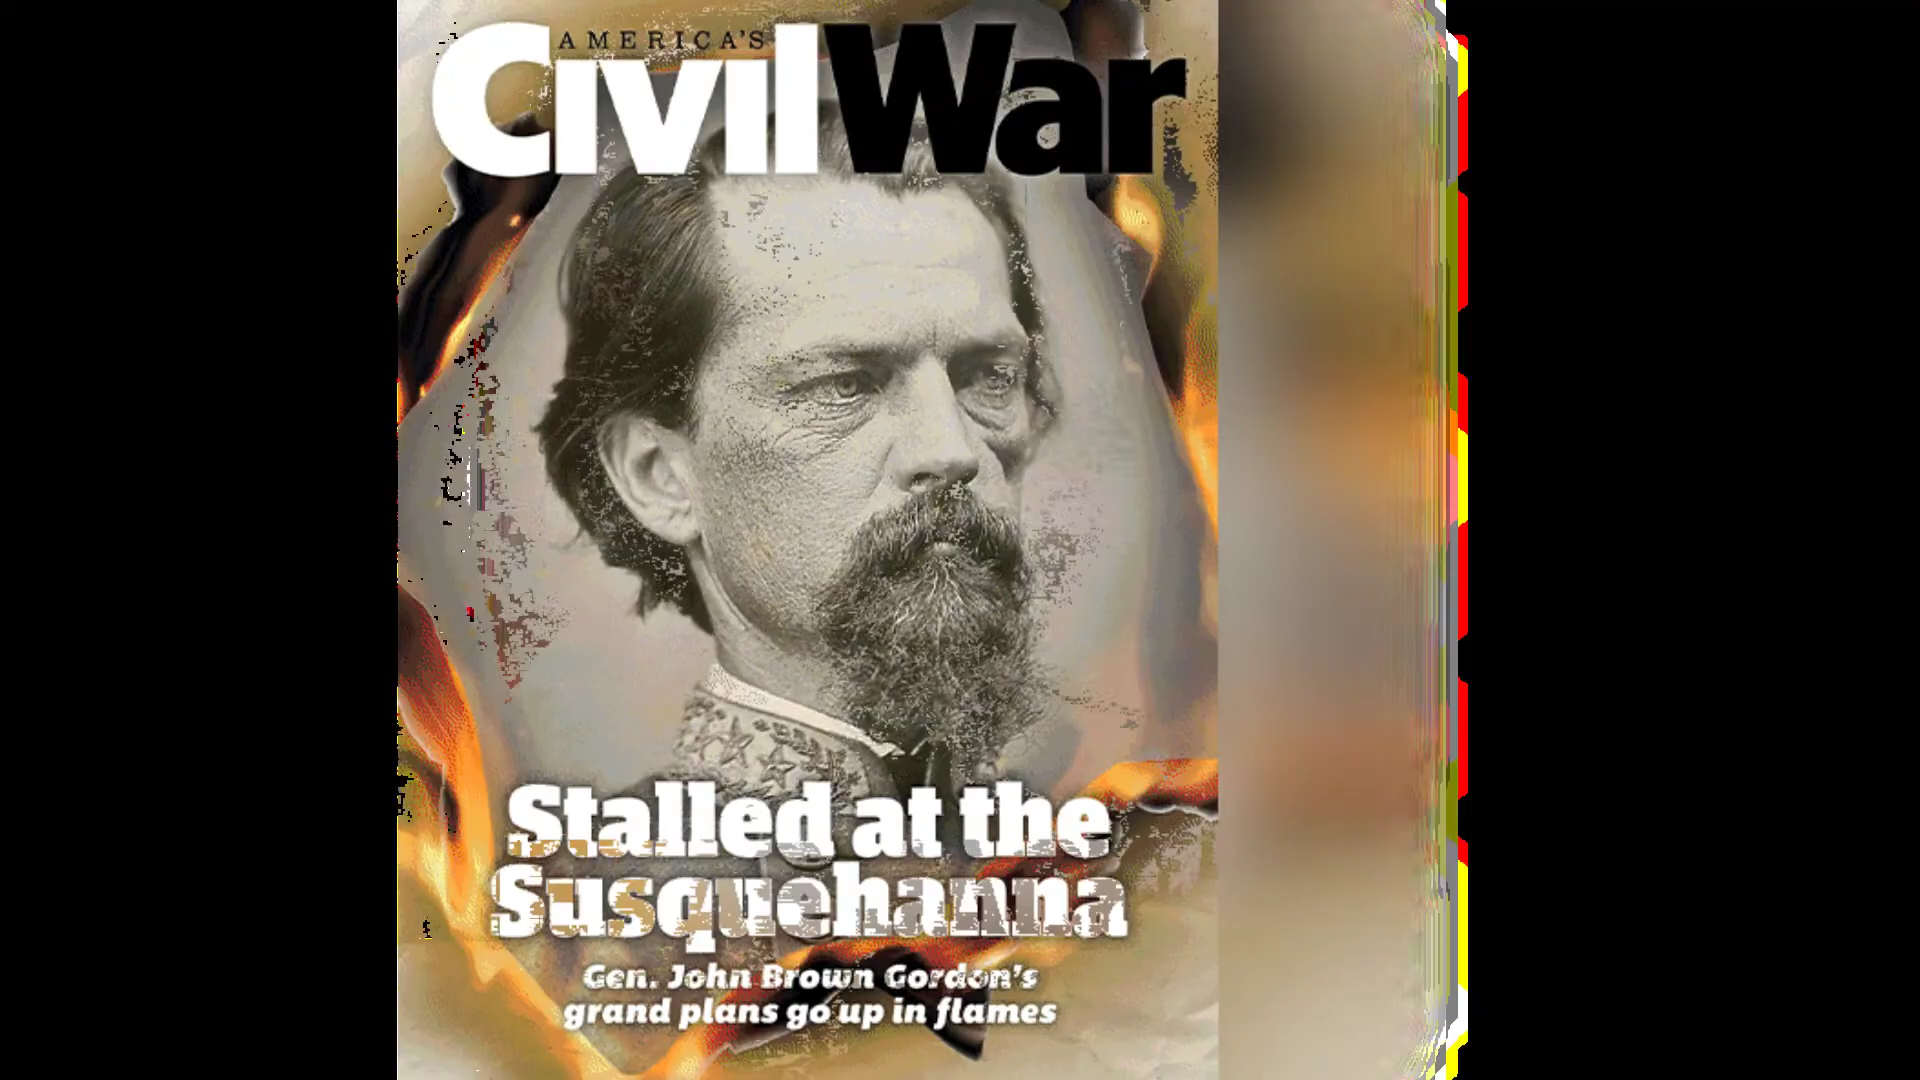 AMERICA'S
Civil War
Stalled at the
Susquehanna
Gen. John Brown Gordon's
grand plans go up in flames